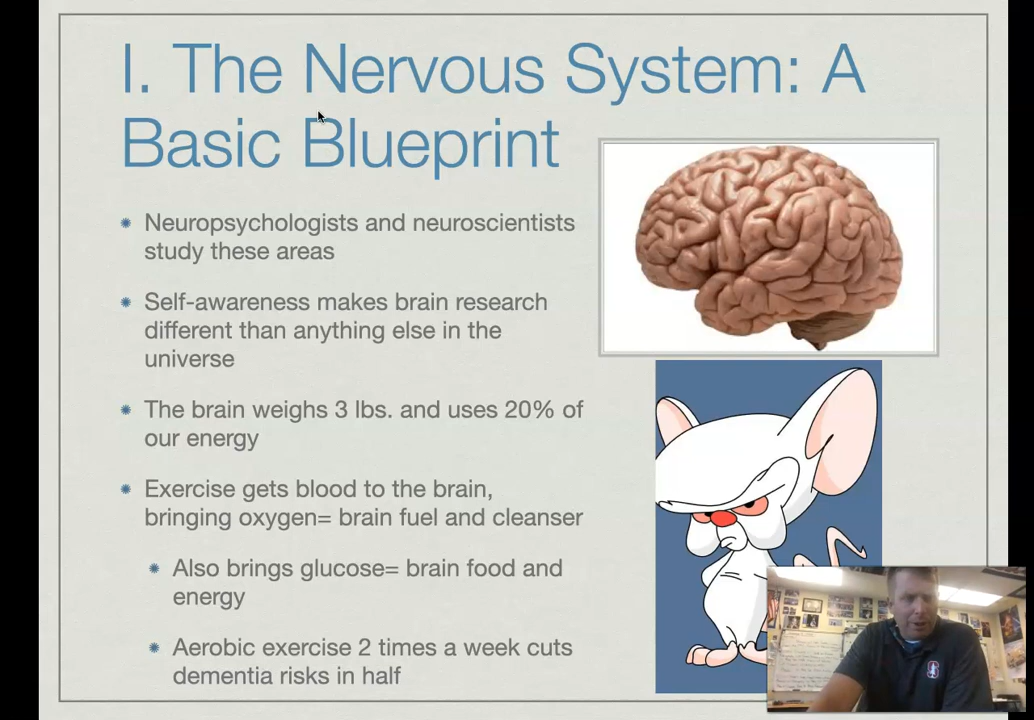 I. The Nervous System: A
Basic Blueprint
Neuropsychologists and neuroscientists
study these areas
Self-awareness makes brain research
different than anything else in the
universe
The brain weighs 3 lbs. and uses 20% of
our energy
Exercise gets blood to the brain,
bringing oxygen= brain fuel and cleanser
Also brings glucose= brain food and
energy
Aerobic exercise 2 times a week cuts
dementia risks in half